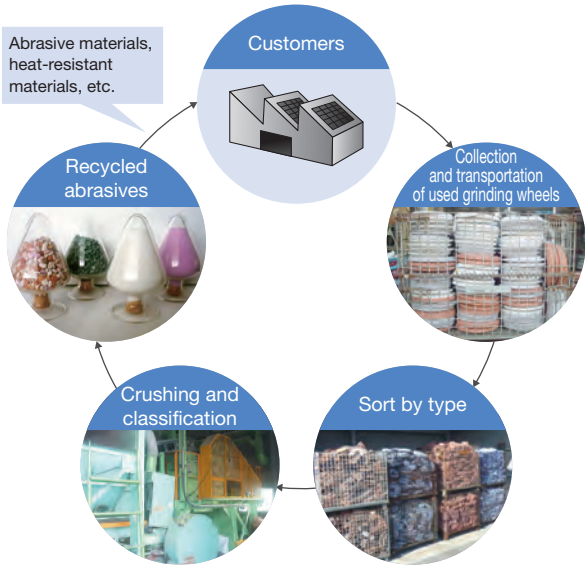 Abrasive materials,
heat-resistant
materials, etc.
Customers
Collection
and transportation
of used grinding wheels
Sort by type
Crushing and
classification
Recycled
abrasives